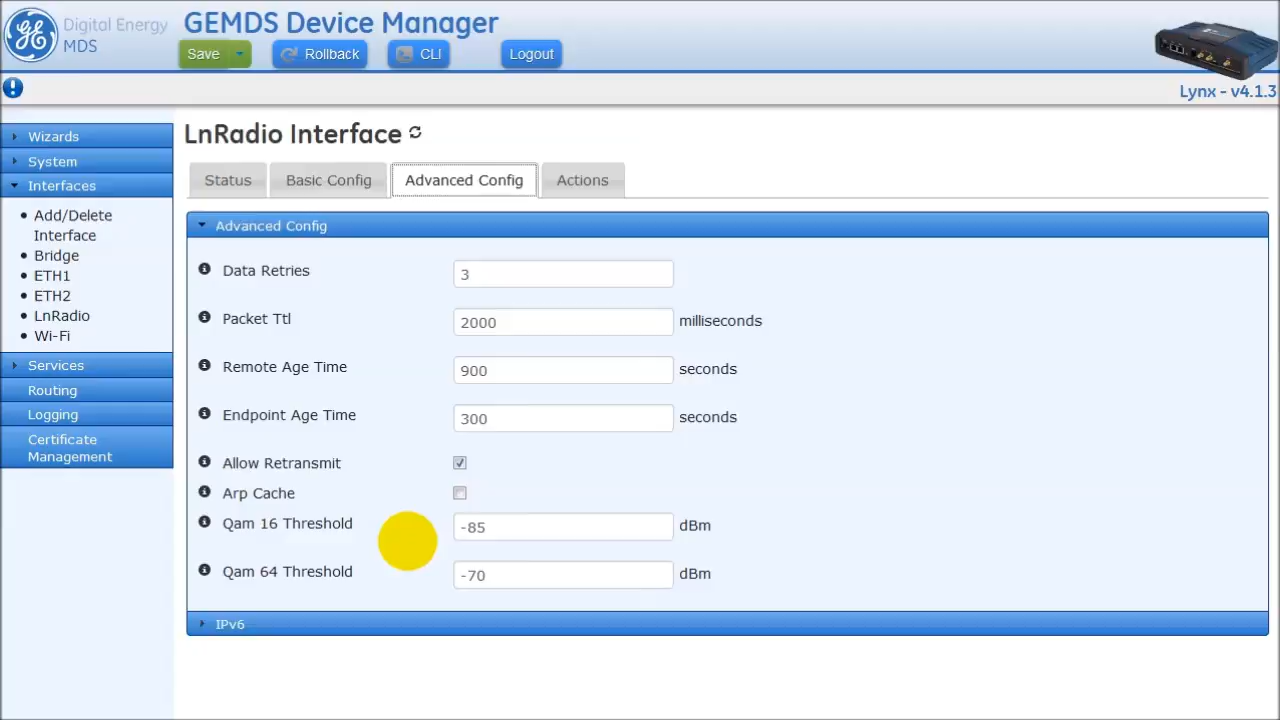 Digital Energy
MDS
GEMDS Device Manager
Save
Rollback
CLI
Logout
Lynx - v4.1.3
Wizards
System
Interfaces
Add/Delete
Interface
Bridge
ETH1
ETH2
LnRadio
Wi-Fi
Services
Routing
Logging
Certificate
Management
LnRadio Interface
Status
Basic Config
Advanced Config
Actions
Advanced Config
Data Retries
3
Packet Ttl
2000
milliseconds
Remote Age Time
900
seconds
Endpoint Age Time
300
seconds
Allow Retransmit
Arp Cache
Qam 16 Threshold
-85
dBm
Qam 64 Threshold
-70
dBm
IPv6